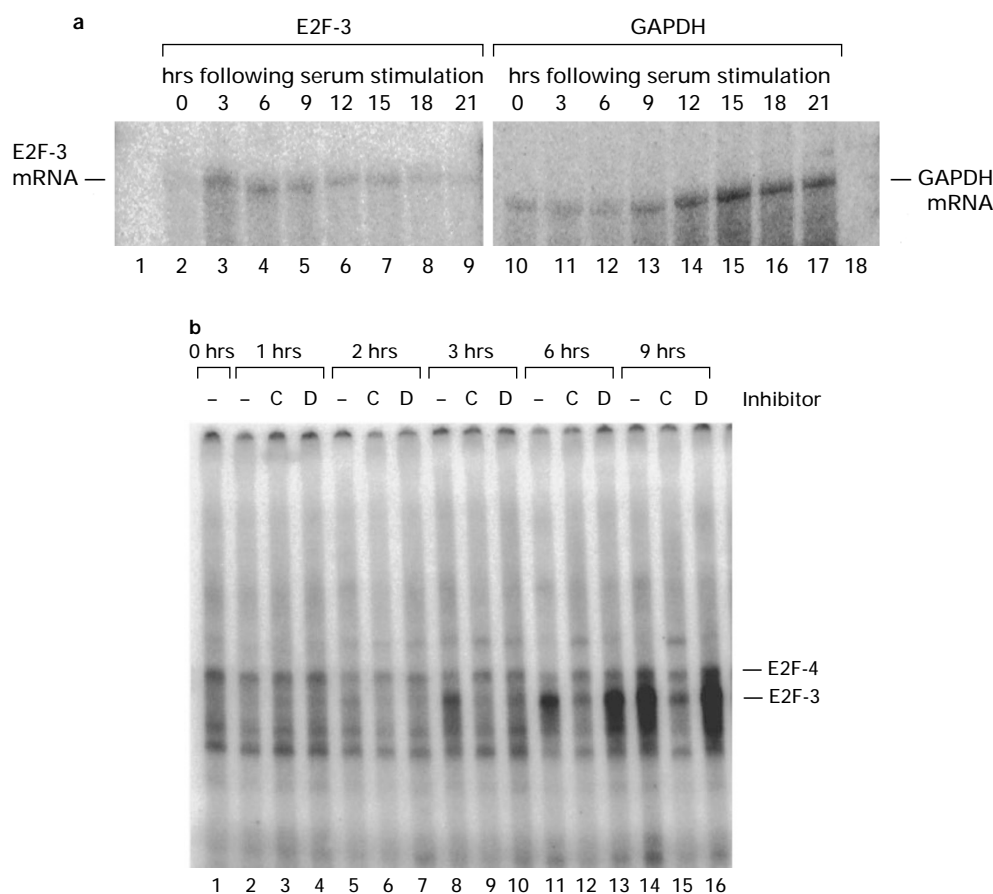 a
E2F-3 GAPDH
hrs following serum stimulation hrs following serum stimulation
0 3 6 9 12 15 18 21 0 3 6 9 12 15 18 21
E2F-3
mRNA —
— GAPDH
mRNA
1 2 3 4 5 6 7 8 9 10 11 12 13 14 15 16 17 18
b
0 hrs 1 hrs 2 hrs 3 hrs 6 hrs 9 hrs
– – C D – C D – C D – C D – C D Inhibitor
— E2F-4
— E2F-3
1 2 3 4 5 6 7 8 9 10 11 12 13 14 15 16